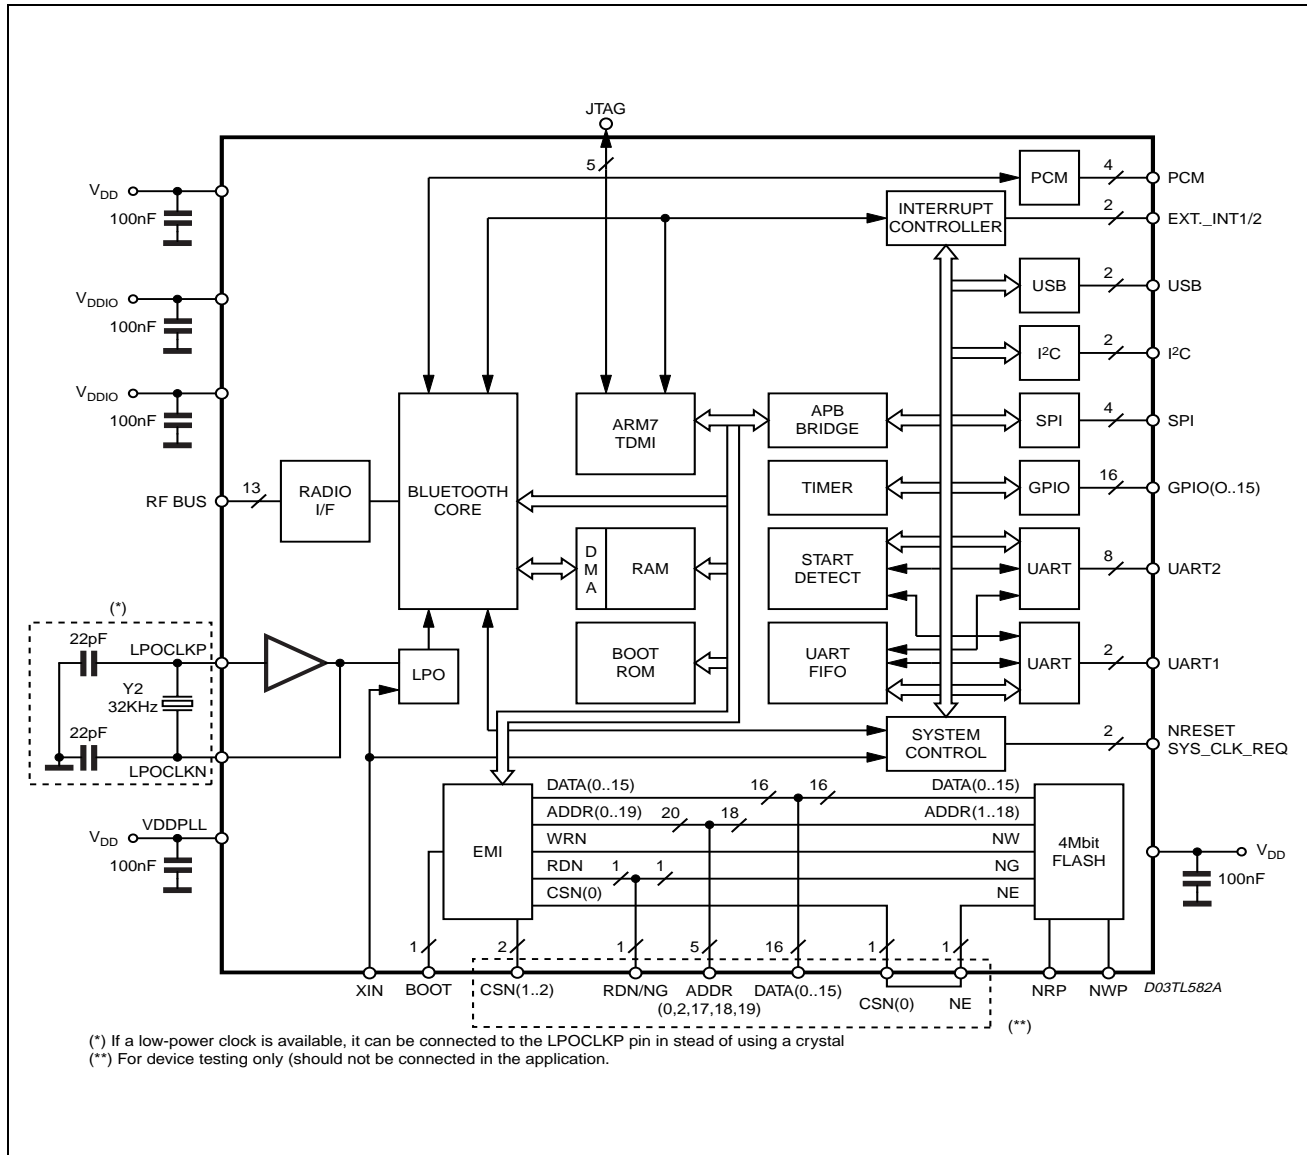 JTAG
5
PCM
4
PCM
VDD
100nF
INTERRUPT
CONTROLLER
2
EXT._INT1/2
USB
2
USB
VDDIO
100nF
I²C
2
I²C
VDDIO
100nF
ARM7
TDMI
APB
BRIDGE
SPI
4
SPI
RF BUS
13
RADIO
I/F
BLUETOOTH
CORE
TIMER
GPIO
16
GPIO(O..15)
D
M
A
RAM
START
DETECT
UART
8
UART2
(*)
22pF
LPOCLKP
Y2
32KHz
22pF
LPOCLKN
LPO
BOOT
ROM
UART
FIFO
UART
2
UART1
SYSTEM
CONTROL
2
NRESET
SYS_CLK_REQ
VDD
VDDPLL
100nF
EMI
DATA(0..15)
16
16
DATA(0..15)
ADDR(0..19)
20
18
ADDR(1..18)
WRN
NW
RDN
1
1
NG
CSN(0)
NE
4Mbit
FLASH
VDD
100nF
1
2
1
5
16
1
1
XIN
BOOT
CSN(1..2)
RDN/NG
ADDR
(0,2,17,18,19)
DATA(0..15)
CSN(0)
NE
NRP
NWP
D03TL582A
(**)
(*) If a low-power clock is available, it can be connected to the LPOCLKP pin in stead of using a crystal
(**) For device testing only (should not be connected in the application.